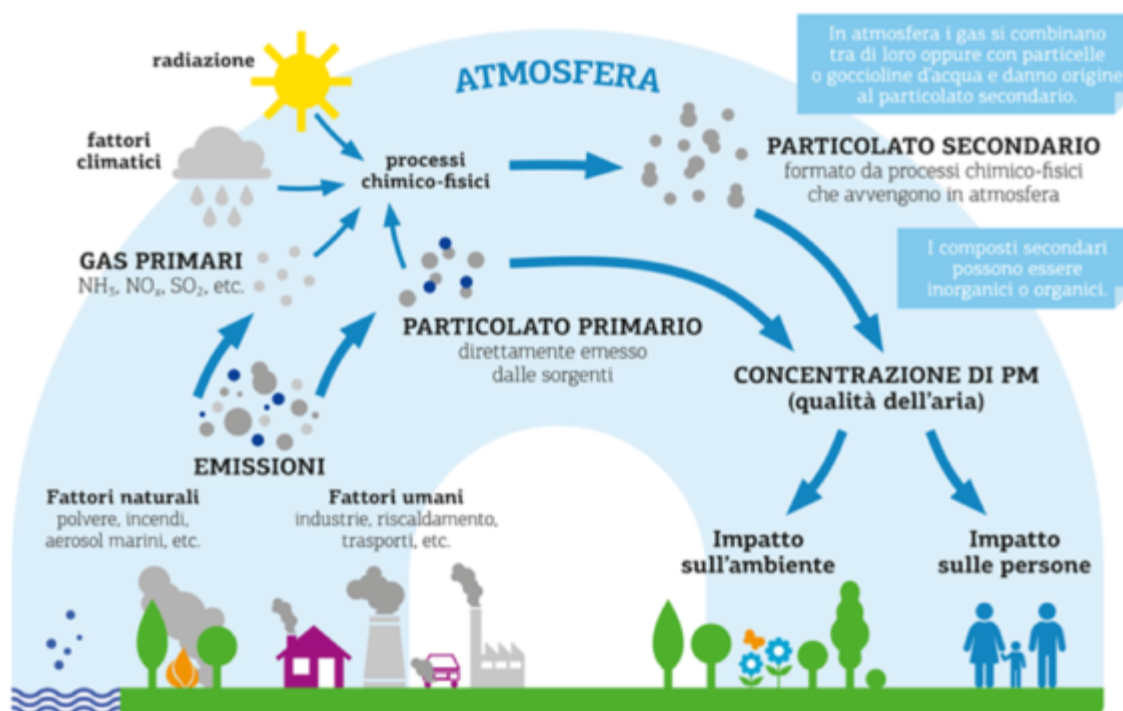 radiazione
ATMOSFERA
In atmosfera i gas si combinano
tra di loro oppure con particelle
o goccioline d'acqua e danno origine
al particolato secondario.
fattori
climatici
processi
chimico-fisici
PARTICOLATO SECONDARIO
formato da processi chimico-fisici
che avvengono in atmosfera
GAS PRIMARI
NH₃, NOₓ, SO₂, etc.
I composti secondari
possono essere
inorganici o organici.
PARTICOLATO PRIMARIO
direttamente emesso
dalle sorgenti
CONCENTRAZIONE DI PM
(qualità dell'aria)
EMISSIONI
Fattori naturali
polvere, incendi,
aerosol marini, etc.
Fattori umani
industrie, riscaldamento,
trasporti, etc.
Impatto
sull'ambiente
Impatto
sulle persone